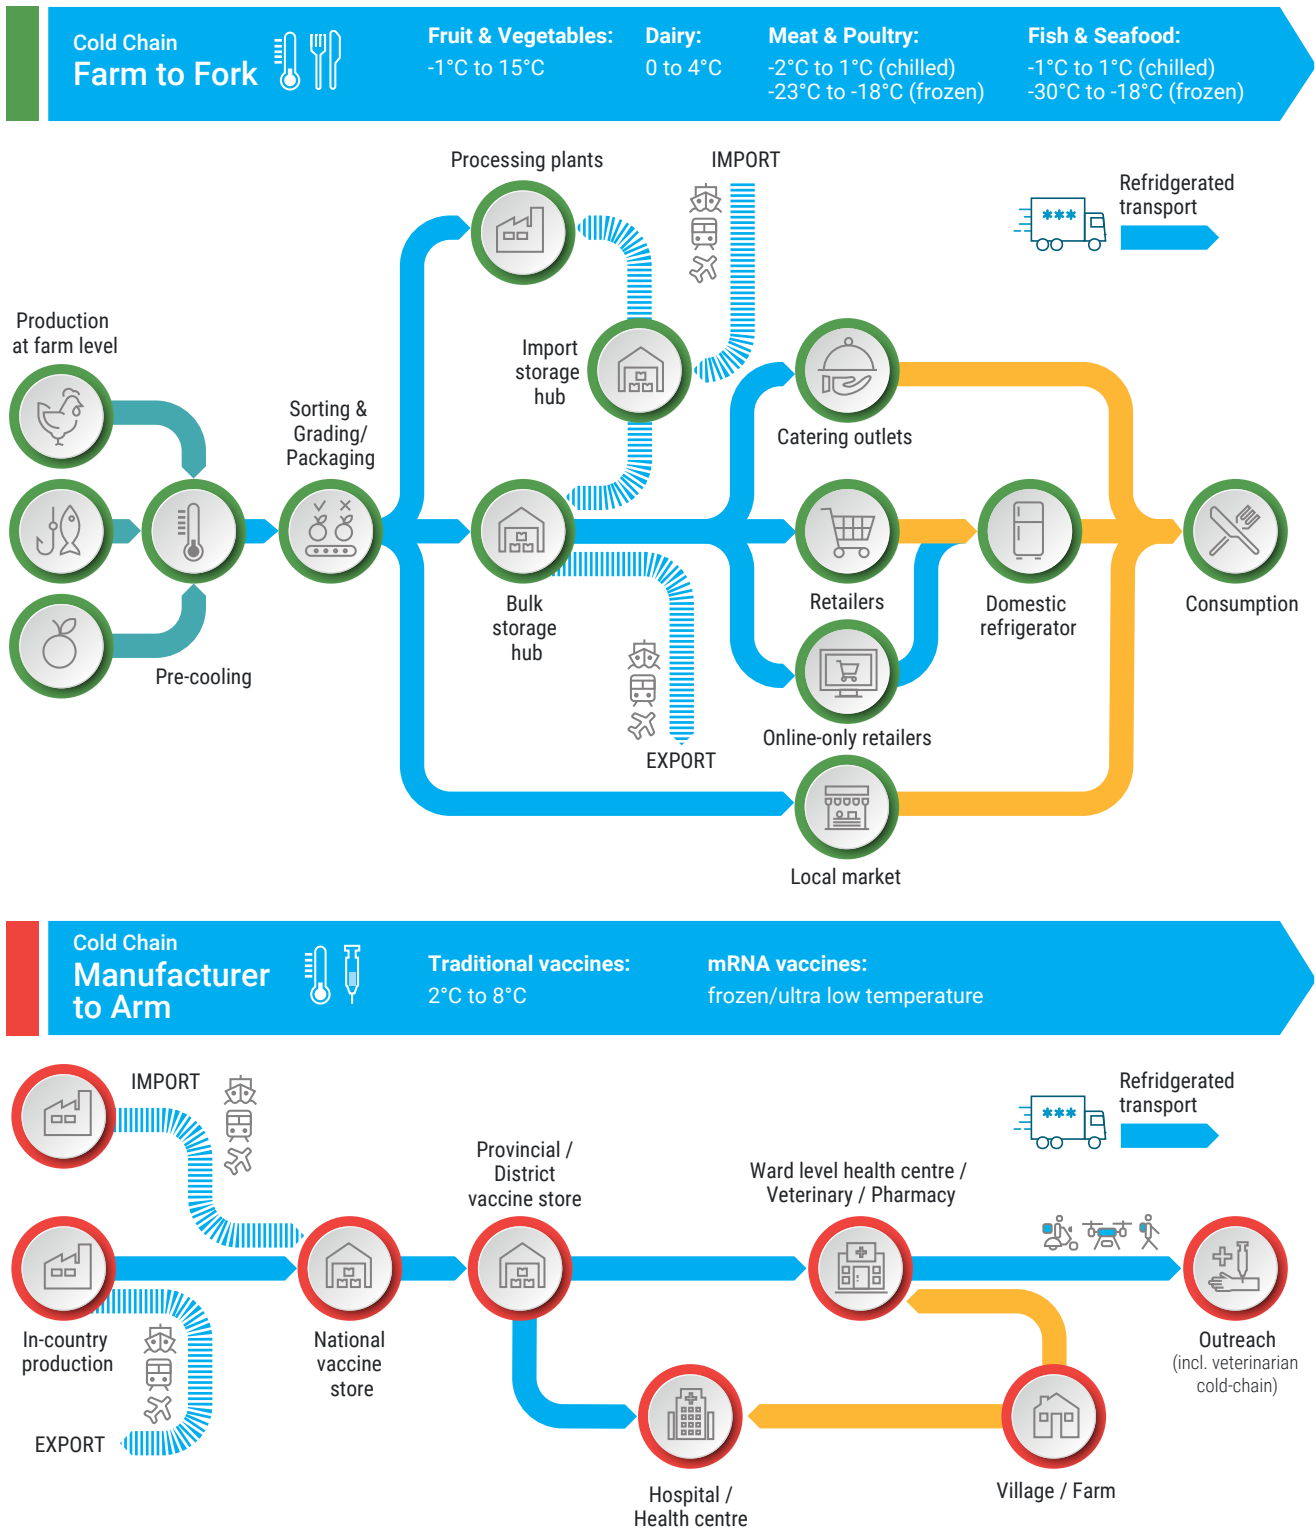 Cold Chain
Farm to Fork
Fruit & Vegetables:
-1°C to 15°C
Dairy:
0 to 4°C
Meat & Poultry:
-2°C to 1°C (chilled)
-23°C to -18°C (frozen)
Fish & Seafood:
-1°C to 1°C (chilled)
-30°C to -18°C (frozen)
Processing plants
IMPORT
Refridgerated
transport
Production
at farm level
Import
storage
hub
Sorting &
Grading/
Packaging
Catering outlets
Pre-cooling
Bulk
storage
hub
Retailers
Domestic
refrigerator
Consumption
Online-only retailers
EXPORT
Local market
Cold Chain
Manufacturer
to Arm
Traditional vaccines:
2°C to 8°C
mRNA vaccines:
frozen/ultra low temperature
IMPORT
Refridgerated
transport
Provincial /
District
vaccine store
Ward level health centre /
Veterinary / Pharmacy
In-country
production
National
vaccine
store
Outreach
(incl. veterinarian
cold-chain)
EXPORT
Hospital /
Health centre
Village / Farm